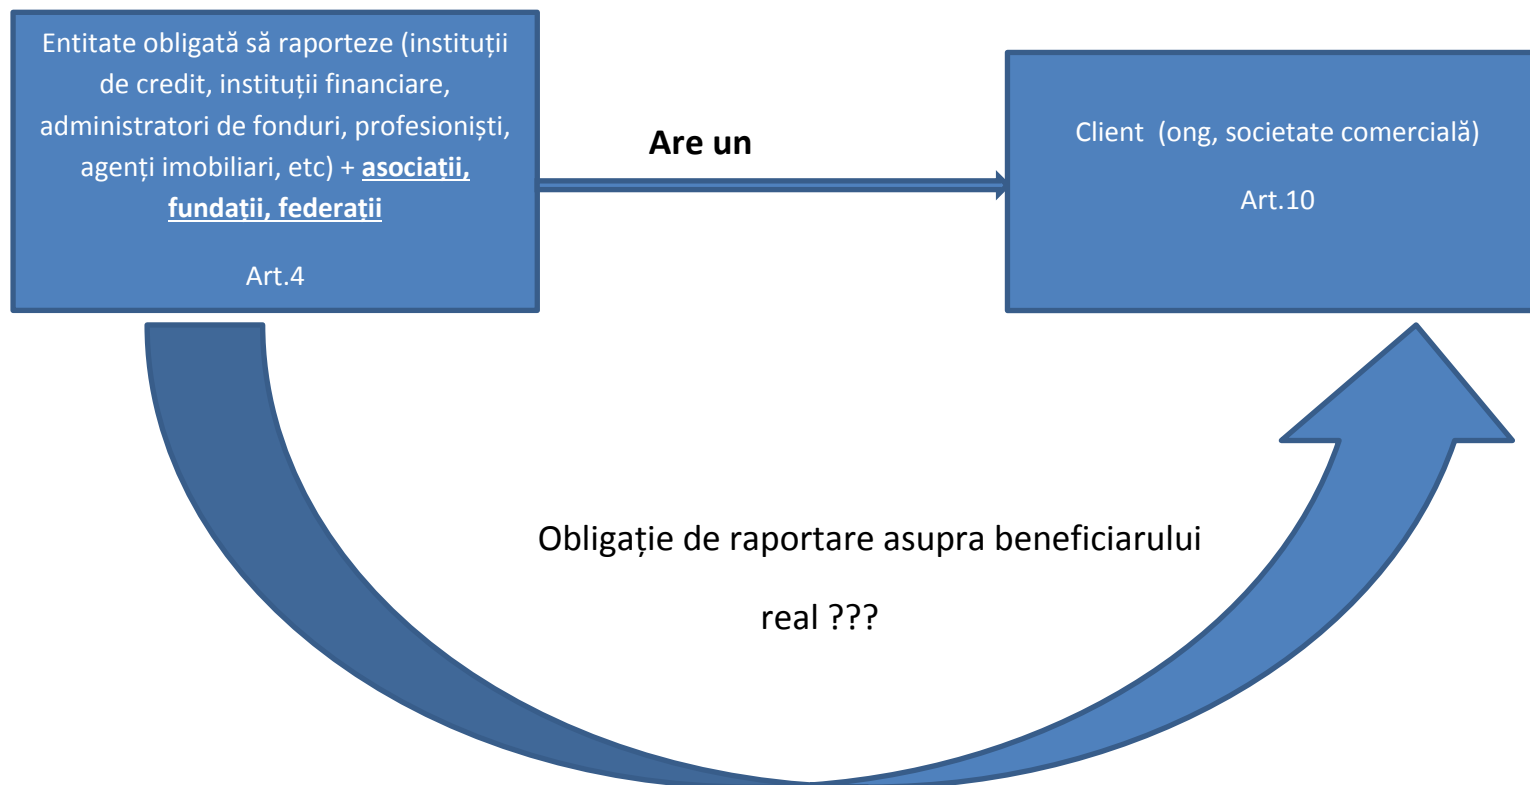 Entitate obligată să raporteze (instituții
de credit, instituții financiare,
administratori de fonduri, profesioniști,
agenți imobiliari, etc) + asociații,
fundații, federații
Art.4
Are un
Client (ong, societate comercială)
Art.10
Obligație de raportare asupra beneficiarului
real ???